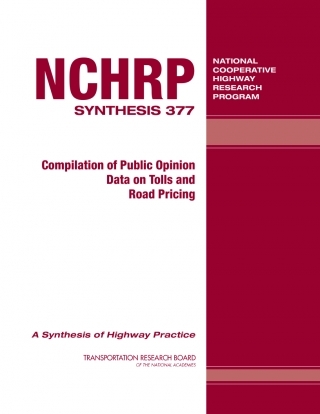 NCHRP
SYNTHESIS 377
NATIONAL
COOPERATIVE
HIGHWAY
RESEARCH
PROGRAM
Compilation of Public Opinion
Data on Tolls and
Road Pricing
A Synthesis of Highway Practice
TRANSPORTATION RESEARCH BOARD
OF THE NATIONAL ACADEMIES